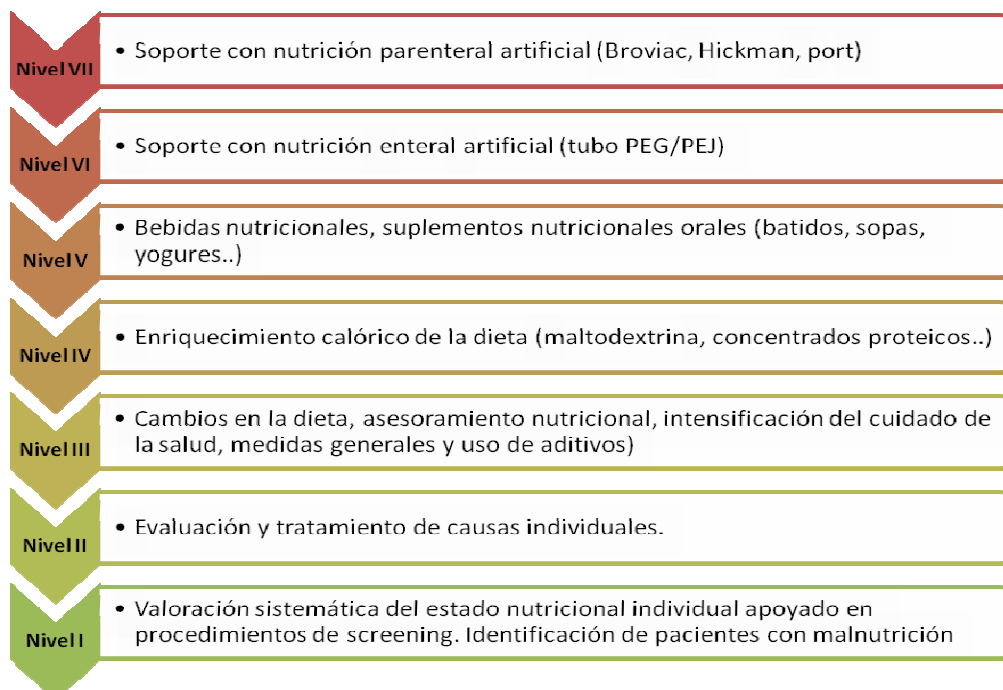 Nivel VII
• Soporte con nutrición parenteral artificial (Broviac, Hickman, port)
Nivel VI
• Soporte con nutrición enteral artificial (tubo PEG/PEJ)
Nivel V
• Bebidas nutricionales, suplementos nutricionales orales (batidos, sopas,
yogures..)
Nivel IV
• Enriquecimiento calórico de la dieta (maltodextrina, concentrados proteicos..)
Nivel III
• Cambios en la dieta, asesoramiento nutricional, intensificación del cuidado de
la salud, medidas generales y uso de aditivos)
Nivel II
• Evaluación y tratamiento de causas individuales.
Nivel I
• Valoración sistemática del estado nutricional individual apoyado en
procedimientos de screening. Identificación de pacientes con malnutrición